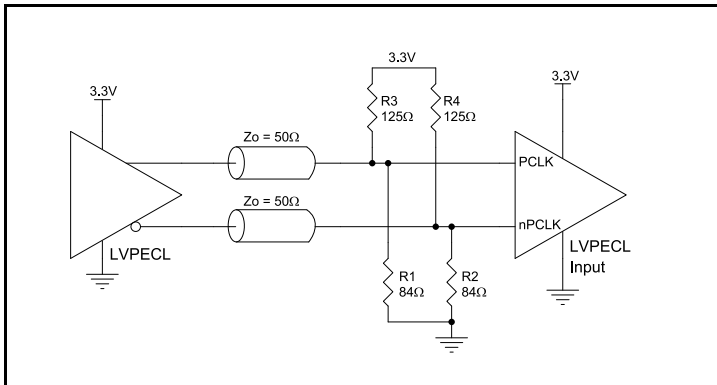 3.3V
3.3V
3.3V
R3
125Ω
R4
125Ω
Zo = 50Ω
PCLK
Zo = 50Ω
nPCLK
LVPECL
LVPECL
Input
R1
84Ω
R2
84Ω